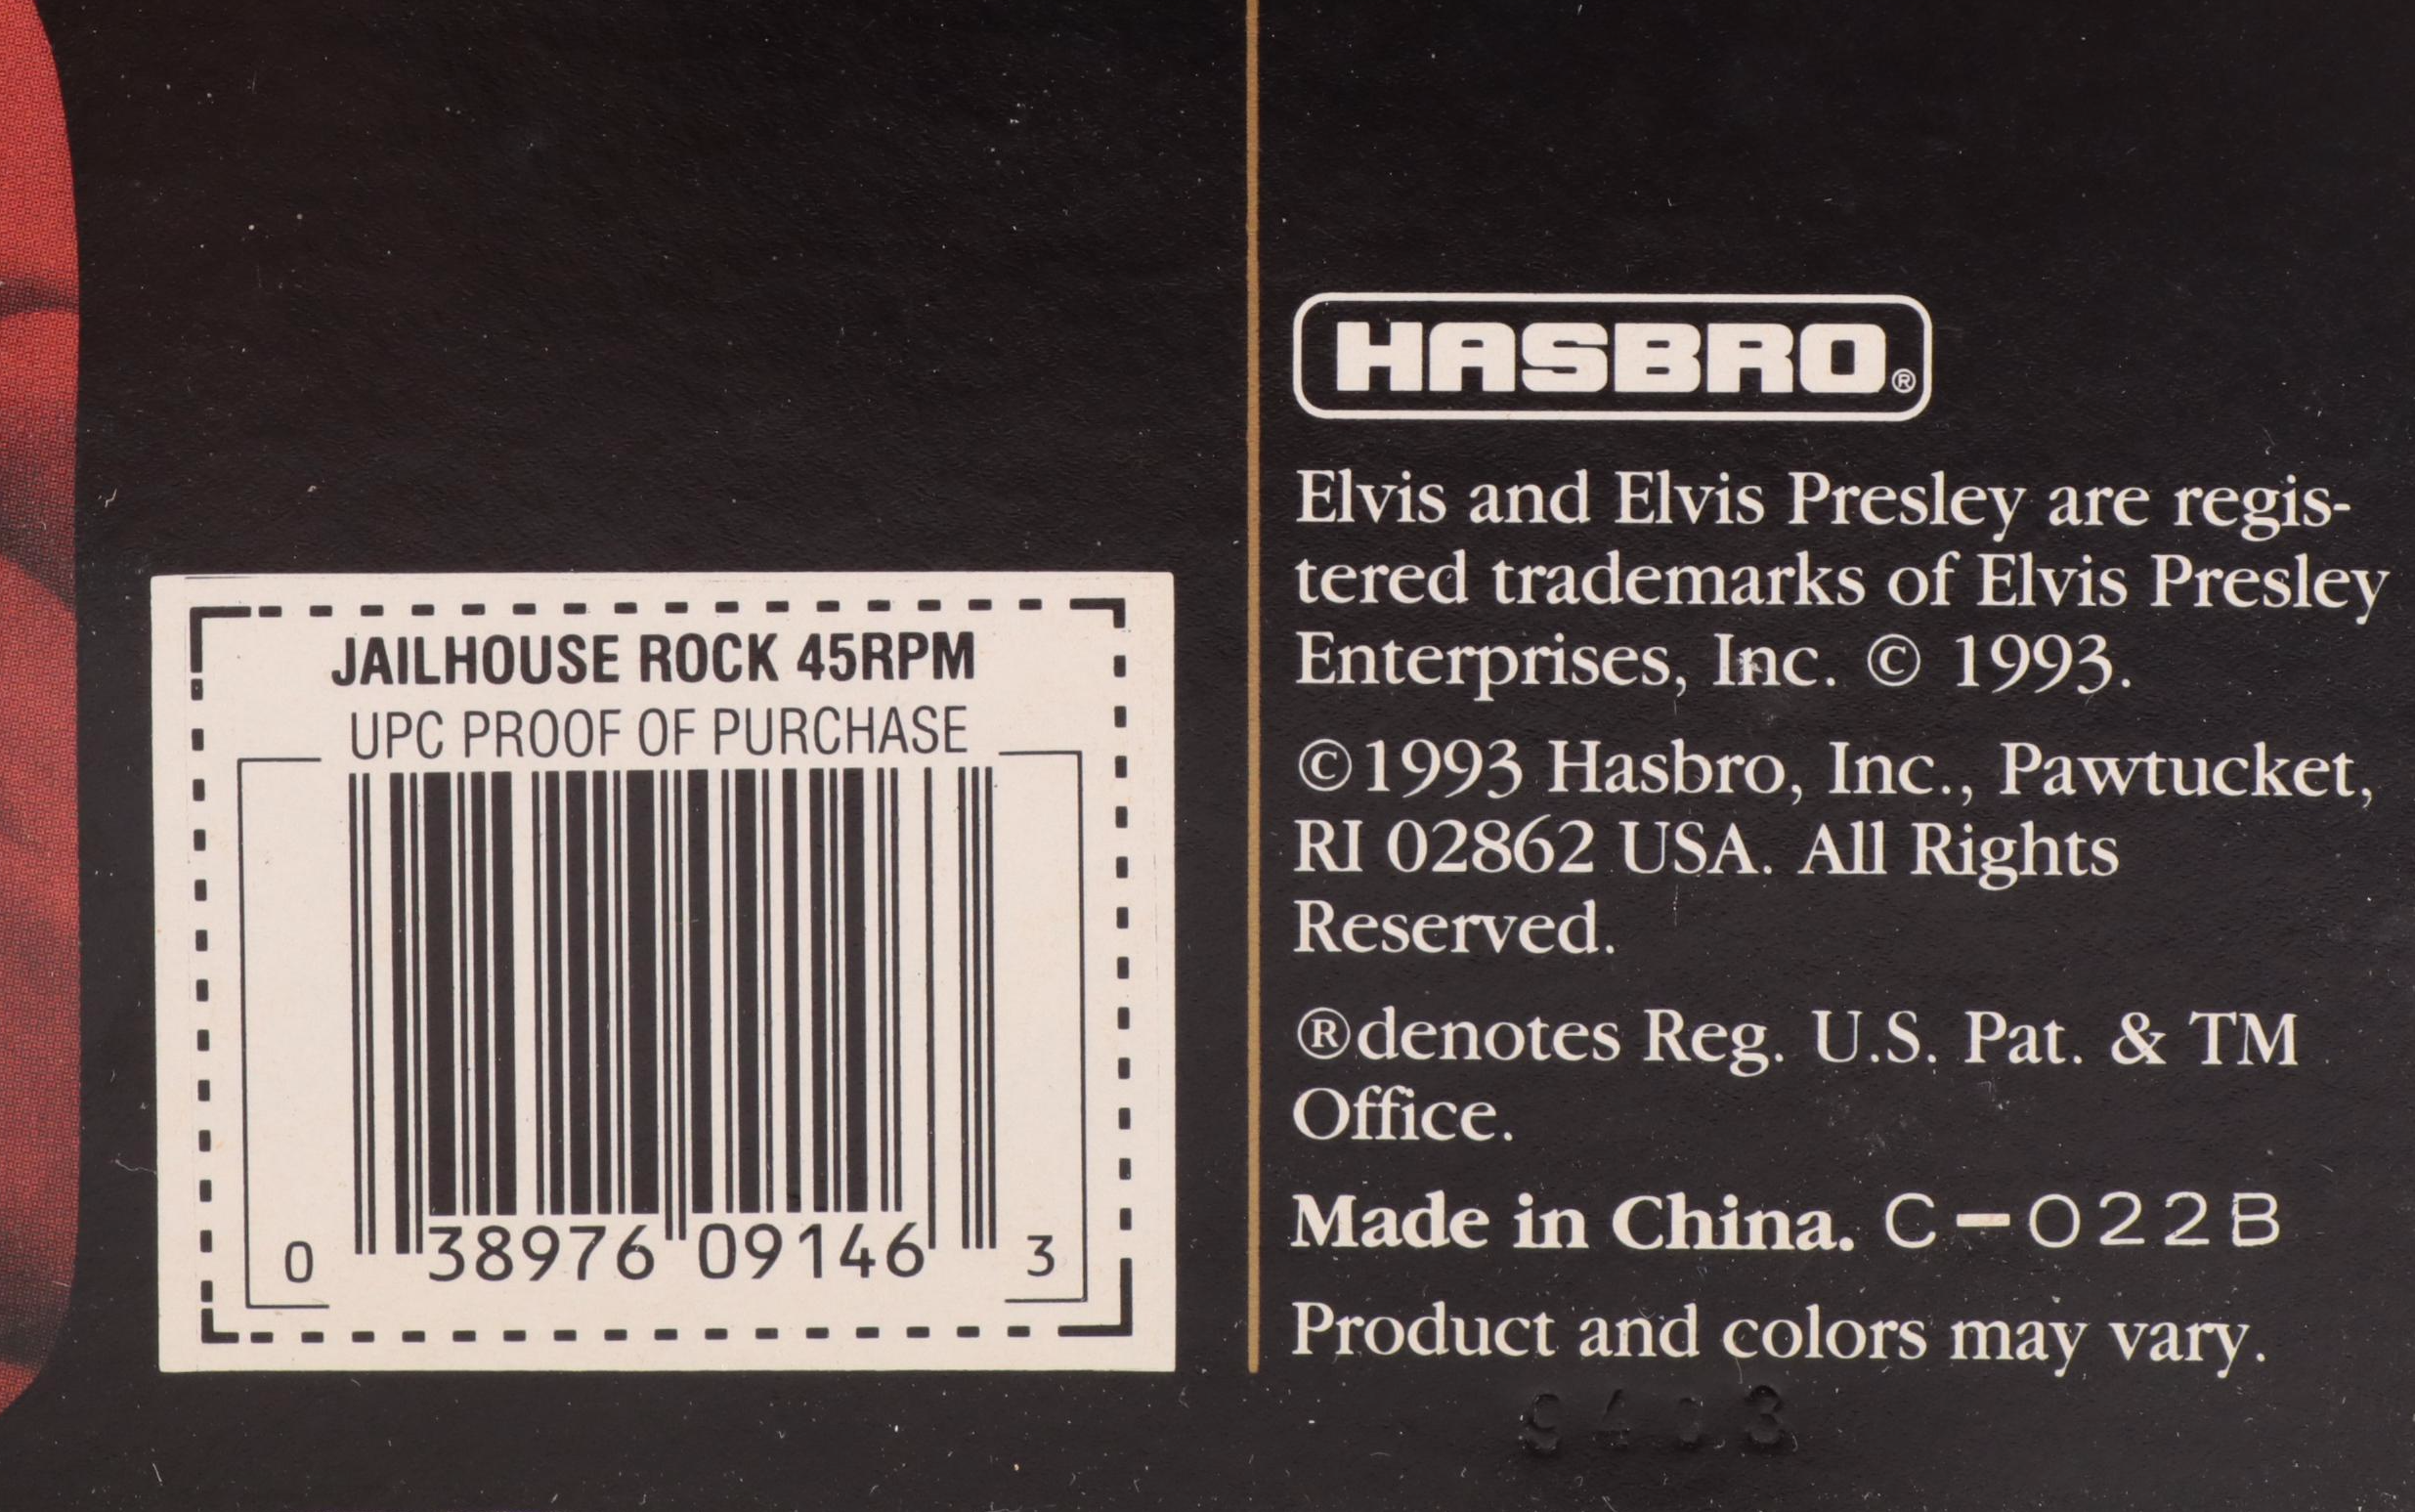 JAILHOUSE ROCK 45RPM
UPC PROOF OF PURCHASE
0 38976 09146 3
HASBRO®
Elvis and Elvis Presley are regis-
tered trademarks of Elvis Presley
Enterprises, Inc. © 1993.
©1993 Hasbro, Inc., Pawtucket,
RI 02862 USA. All Rights
Reserved.
®denotes Reg. U.S. Pat. & TM
Office.
Made in China. C-022B
Product and colors may vary.